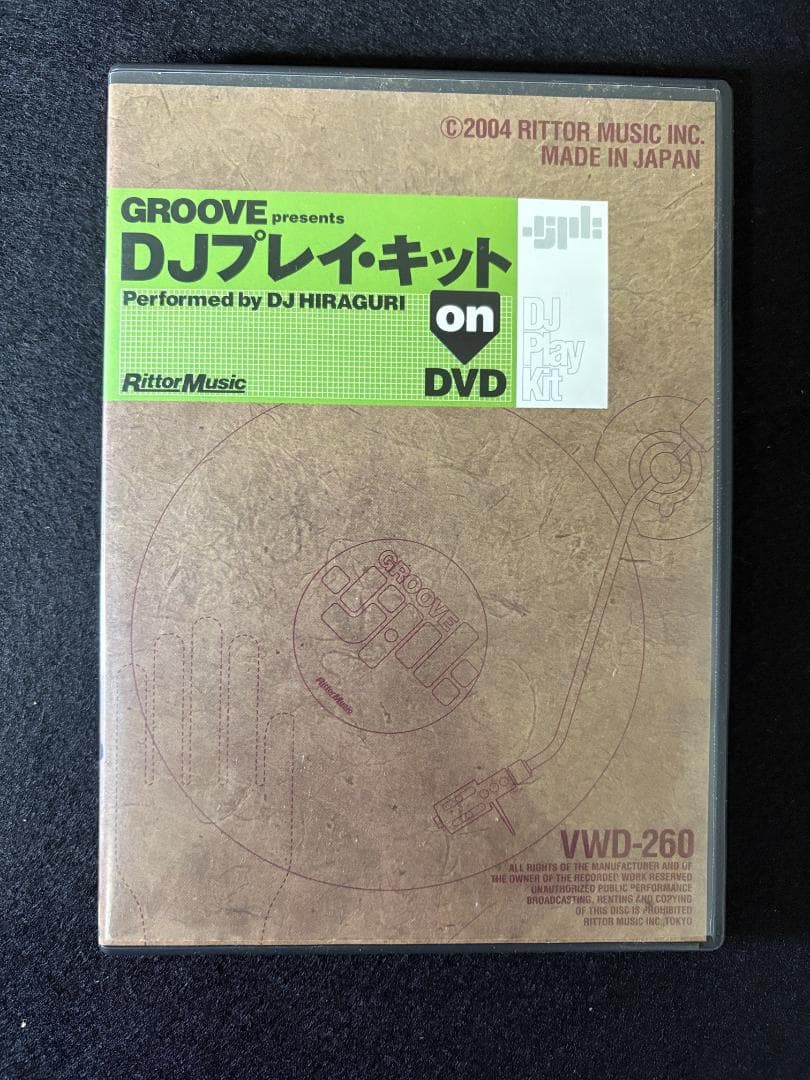 ©2004 RITTOR MUSIC INC.
MADE IN JAPAN
GROOVE presents
DJプレイ・キット
Performed by DJ HIRAGURI
on
DVD
RittorMusic
DJ
Play
Kit
GROOVE
RittorMusic
VWD-260
ALL RIGHTS OF THE MANUFACTURER AND OF
THE OWNER OF THE RECORDED WORK RESERVED
UNAUTHORIZED PUBLIC PERFORMANCE
BROADCASTING, RENTING AND COPYING
OF THIS DISC IS PROHIBITED
RITTOR MUSIC INC.,TOKYO